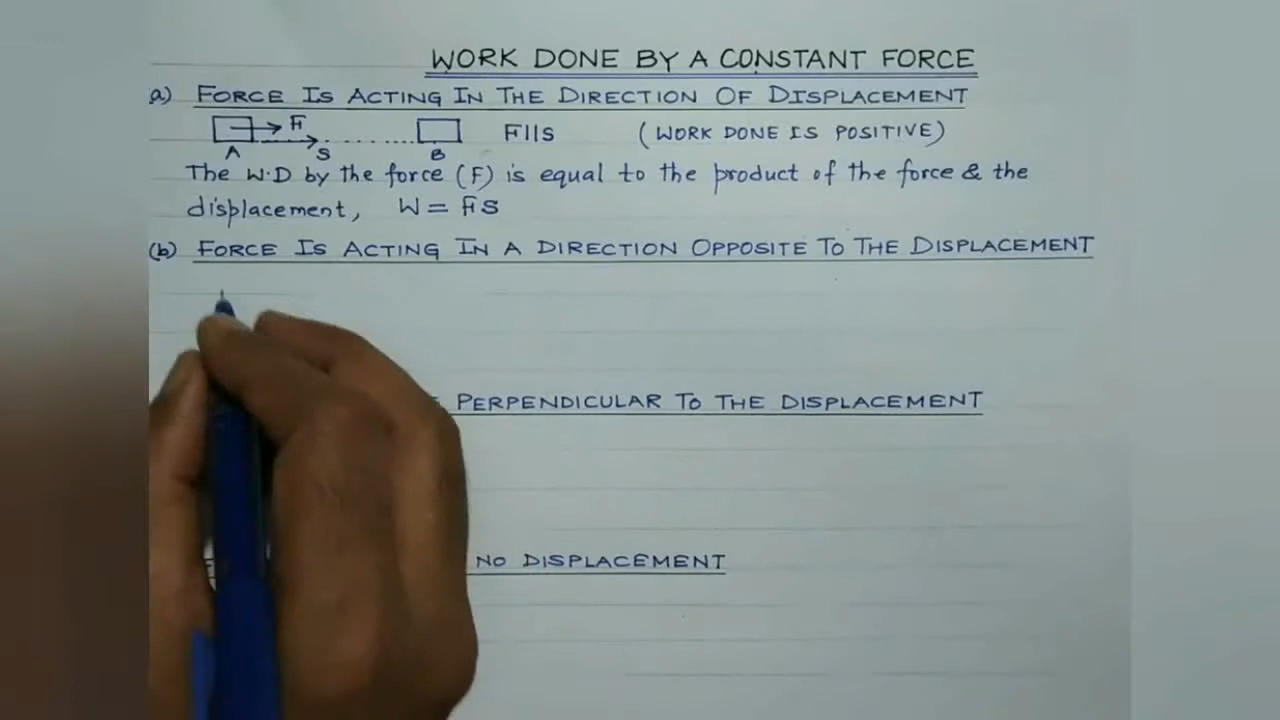 WORK DONE BY A CONSTANT FORCE
a) FORCE IS ACTING IN THE DIRECTION OF DISPLACEMENT
F F||S (WORK DONE IS POSITIVE)
A S B
The W.D by the force (F) is equal to the product of the force & the
displacement, W = FS
(b) FORCE IS ACTING IN A DIRECTION OPPOSITE TO THE DISPLACEMENT
PERPENDICULAR TO THE DISPLACEMENT
NO DISPLACEMENT